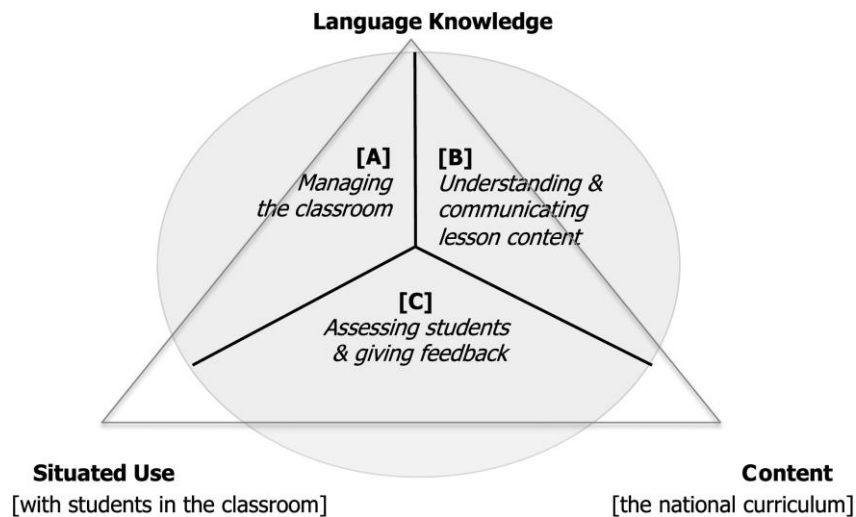 Language Knowledge
[A]
Managing
the classroom
[B]
Understanding &
communicating
lesson content
[C]
Assessing students
& giving feedback
Situated Use
[with students in the classroom]
Content
[the national curriculum]